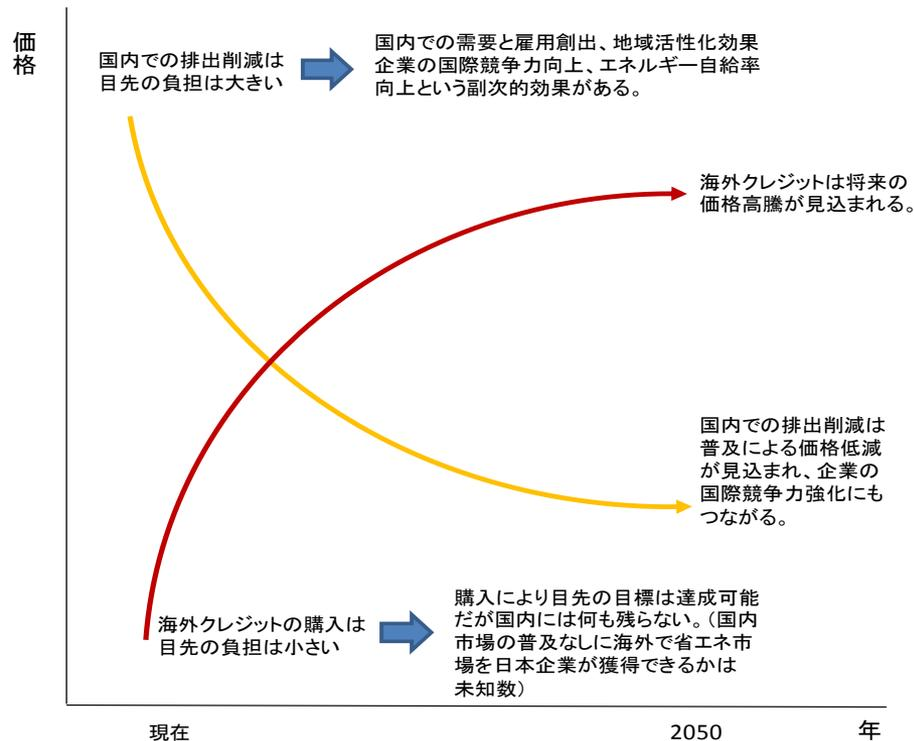 価格
国内での排出削減は
目先の負担は大きい
国内での需要と雇用創出、地域活性化効果
企業の国際競争力向上、エネルギー自給率
向上という副次的効果がある。
海外クレジットは将来の
価格高騰が見込まれる。
国内での排出削減は
普及による価格低減
が見込まれ、企業の
国際競争力強化にも
つながる。
海外クレジットの購入は
目先の負担は小さい
購入により目先の目標は達成可能
だが国内には何も残らない。（国内
市場の普及なしに海外で省エネ市
場を日本企業が獲得できるかは
未知数）
現在
2050
年